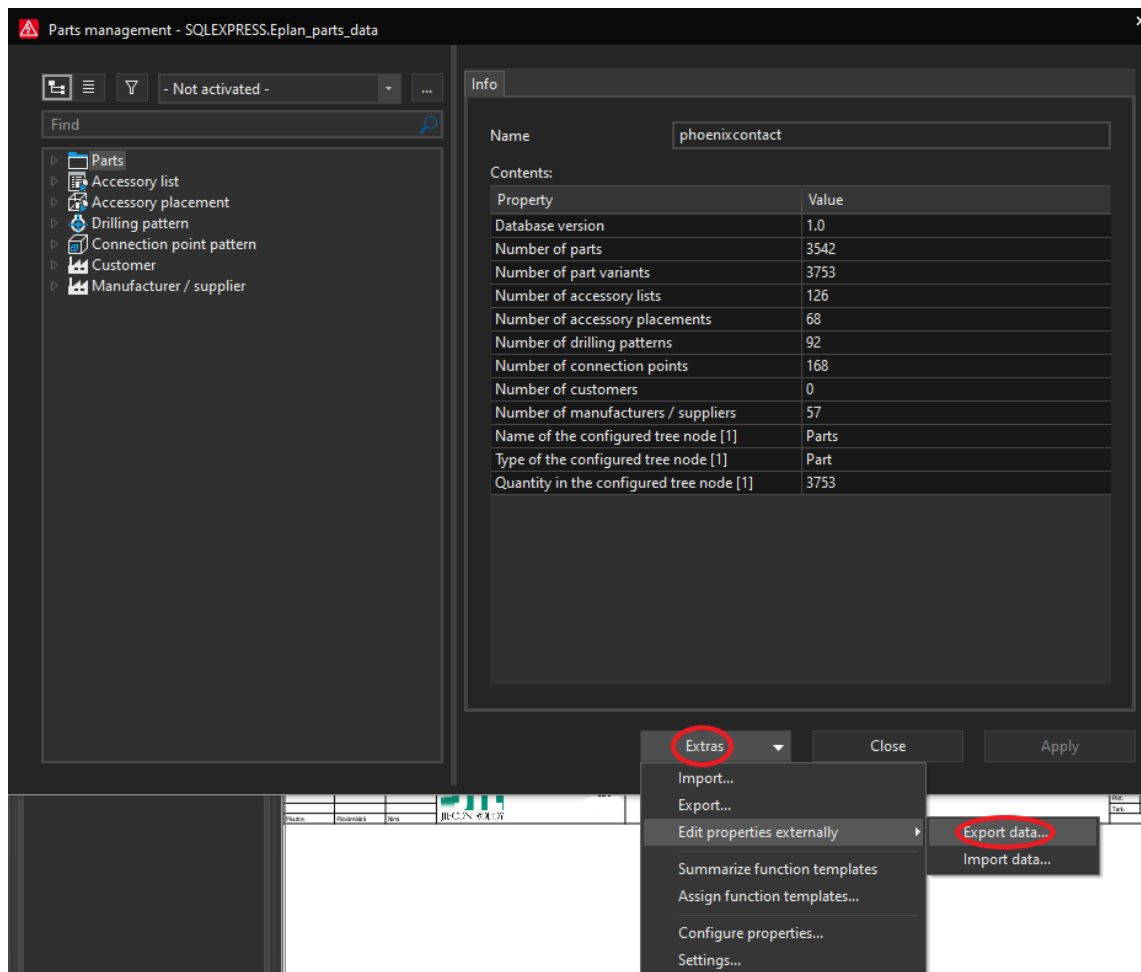 Parts management - SQLEXPRESS.Eplan_parts_data
- Not activated -
...
Find
Parts
Accessory list
Accessory placement
Drilling pattern
Connection point pattern
Customer
Manufacturer / supplier
Info
Name phoenixcontact
Contents:
Property Value
Database version 1.0
Number of parts 3542
Number of part variants 3753
Number of accessory lists 126
Number of accessory placements 68
Number of drilling patterns 92
Number of connection points 168
Number of customers 0
Number of manufacturers / suppliers 57
Name of the configured tree node [1] Parts
Type of the configured tree node [1] Part
Quantity in the configured tree node [1] 3753
Extras Close Apply
Import...
Export...
Edit properties externally
Export data...
Import data...
Summarize function templates
Assign function templates...
Configure properties...
Settings...
Muutos Päivämäärä Nimi
Tark.